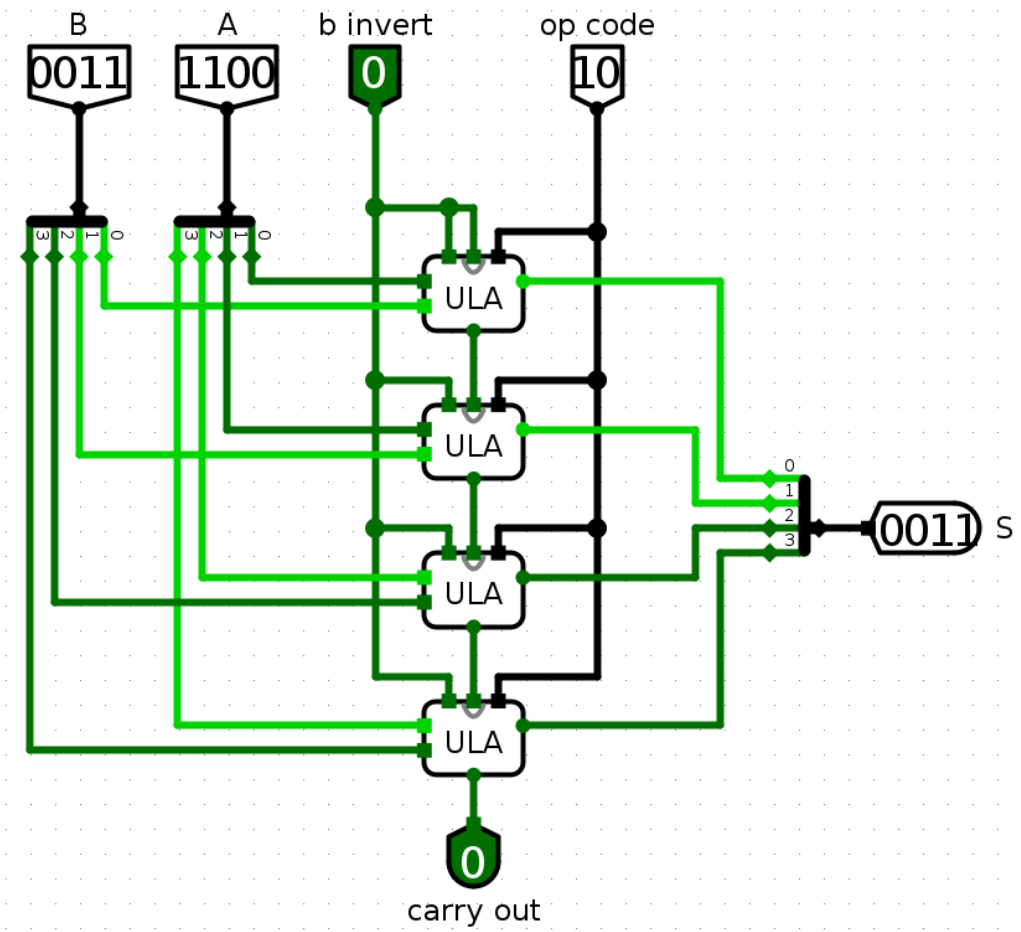 B A b invert op code
0011 1100 0 10
3 2 1 0 3 2 1 0
ULA
ULA
0
1
2
3
0011 S
ULA
ULA
0
carry out